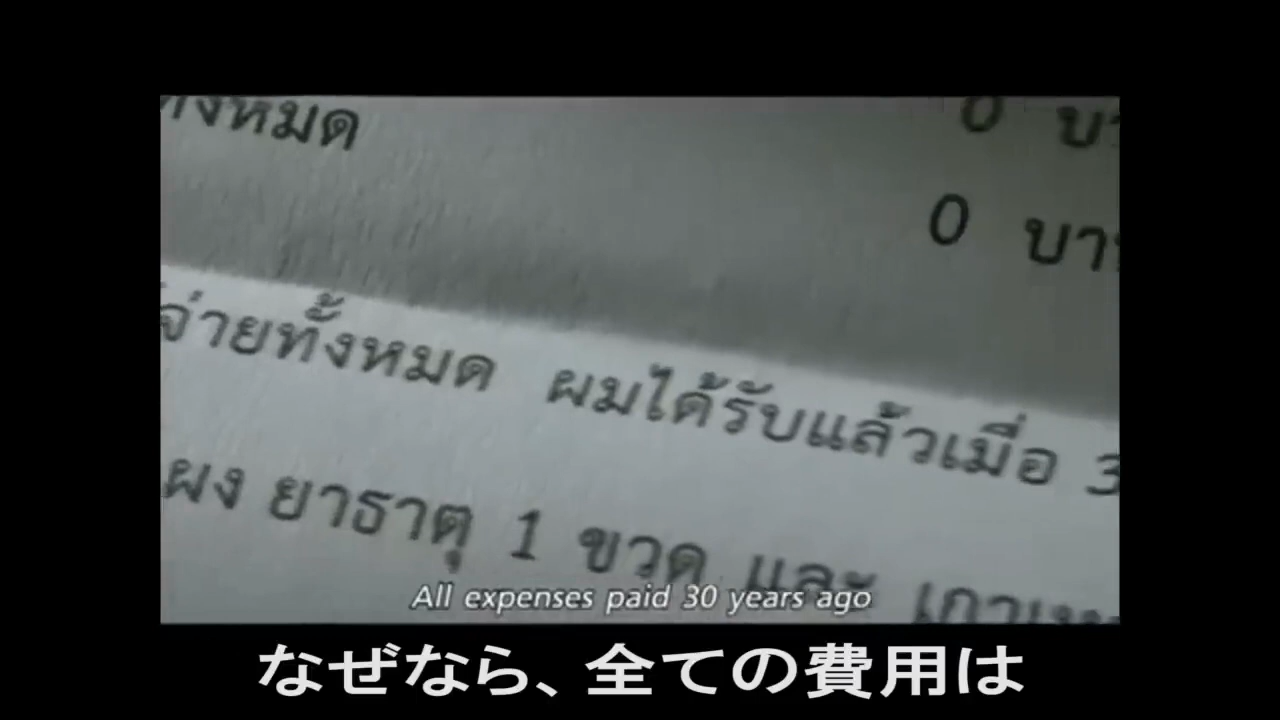 ทั้งหมด 0 บา
0 บา
จ่ายทั้งหมด ผมได้รับแล้วเมื่อ 3
ผง ยาธาตุ 1 ขวด และ
All expenses paid 30 years ago
なぜなら、全ての費用は